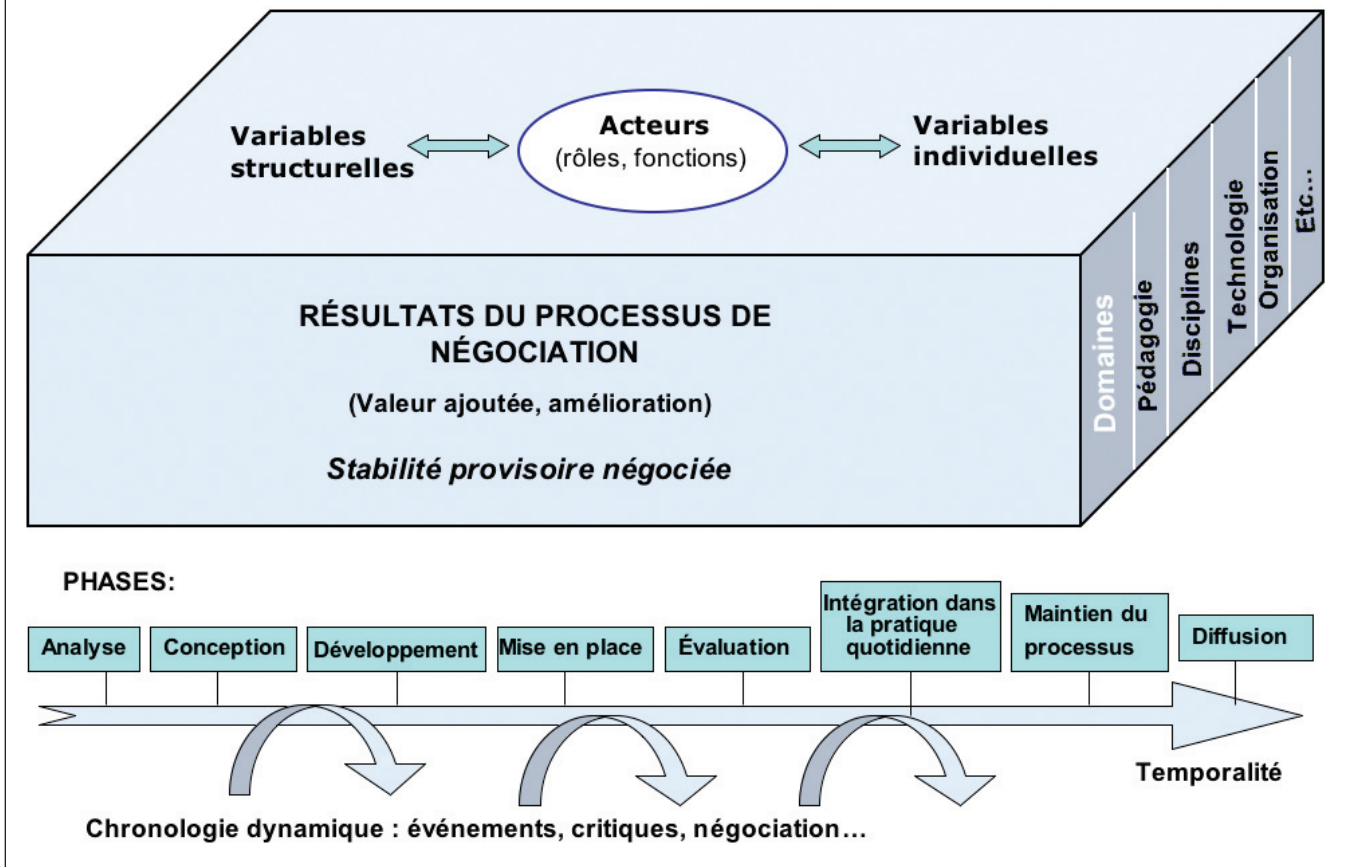 Variables
structurelles
Acteurs
(rôles, fonctions)
Variables
individuelles
RÉSULTATS DU PROCESSUS DE
NÉGOCIATION
(Valeur ajoutée, amélioration)
Stabilité provisoire négociée
Domaines
Pédagogie
Disciplines
Technologie
Organisation
Etc...
PHASES:
Analyse
Conception
Développement
Mise en place
Évaluation
Intégration dans
la pratique
quotidienne
Maintien du
processus
Diffusion
Temporalité
Chronologie dynamique : événements, critiques, négociation...